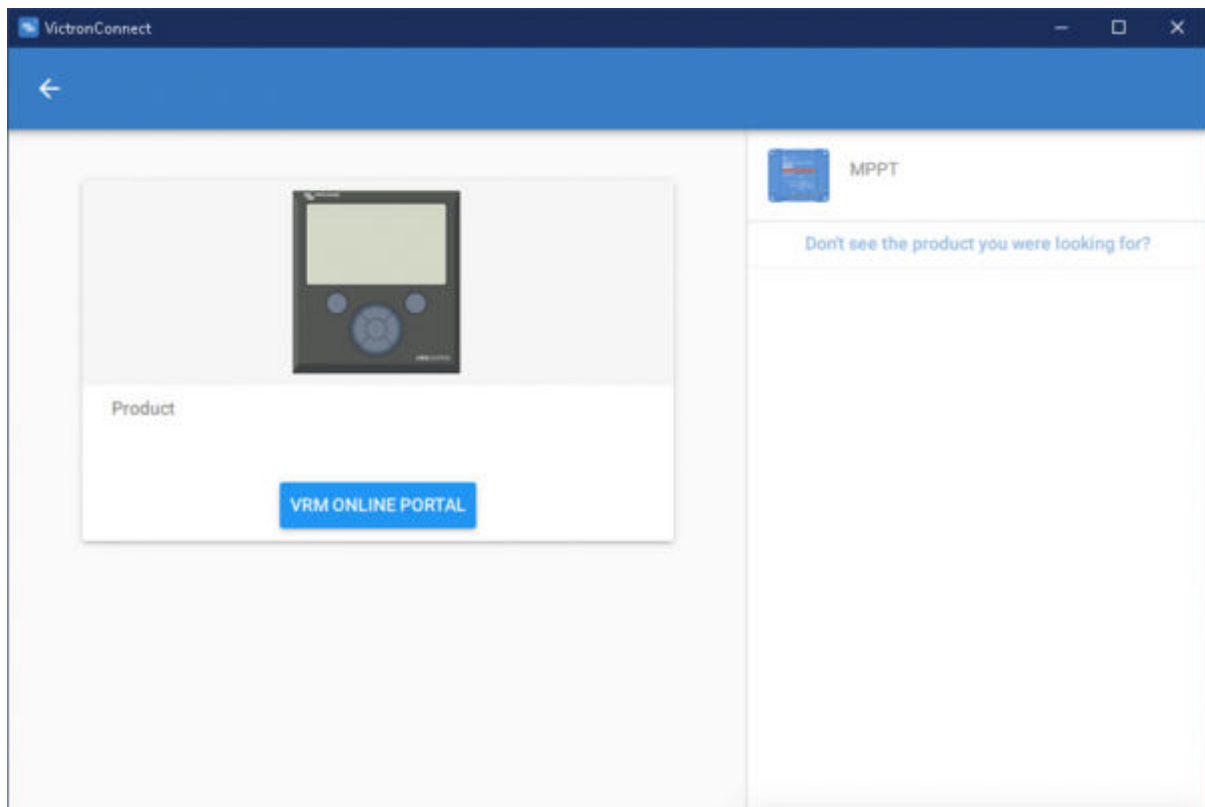 VictronConnect
MPPT
Don't see the product you were looking for?
Product
VRM ONLINE PORTAL